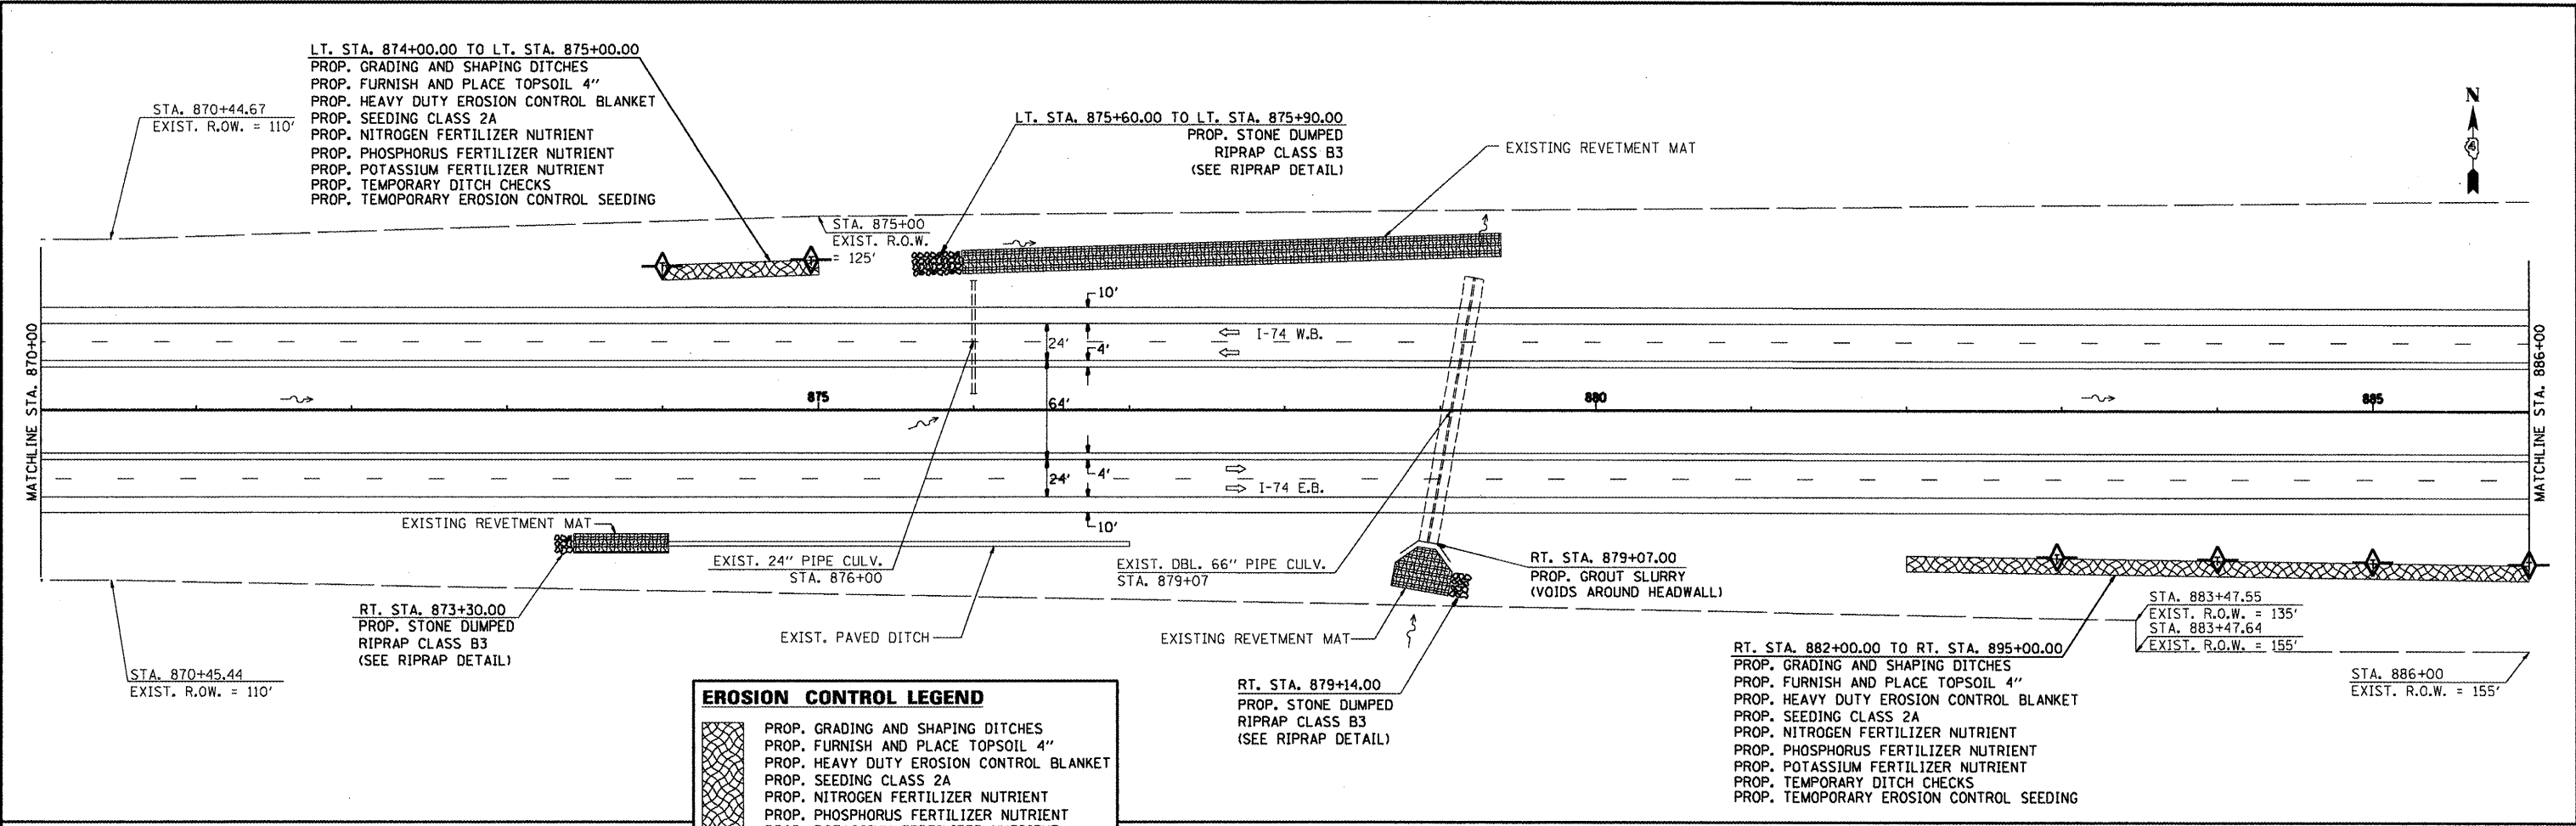 LT. STA. 874+00.00 TO LT. STA. 875+00.00
PROP. GRADING AND SHAPING DITCHES
PROP. FURNISH AND PLACE TOPSOIL 4"
PROP. HEAVY DUTY EROSION CONTROL BLANKET
PROP. SEEDING CLASS 2A
PROP. NITROGEN FERTILIZER NUTRIENT
PROP. PHOSPHORUS FERTILIZER NUTRIENT
PROP. POTASSIUM FERTILIZER NUTRIENT
PROP. TEMPORARY DITCH CHECKS
PROP. TEMOPORARY EROSION CONTROL SEEDING
STA. 870+44.67
EXIST. R.OW. = 110'
LT. STA. 875+60.00 TO LT. STA. 875+90.00
PROP. STONE DUMPED
RIPRAP CLASS B3
(SEE RIPRAP DETAIL)
EXISTING REVETMENT MAT
N
STA. 875+00
EXIST. R.O.W.
= 125'
10'
24'
4'
I-74 W.B.
MATCHLINE STA. 870+00
MATCHLINE STA. 886+00
875
64'
880
885
24'
4'
I-74 E.B.
10'
EXISTING REVETMENT MAT
EXIST. 24" PIPE CULV.
STA. 876+00
EXIST. DBL. 66" PIPE CULV.
STA. 879+07
RT. STA. 879+07.00
PROP. GROUT SLURRY
(VOIDS AROUND HEADWALL)
RT. STA. 873+30.00
PROP. STONE DUMPED
RIPRAP CLASS B3
(SEE RIPRAP DETAIL)
EXIST. PAVED DITCH
EXISTING REVETMENT MAT
STA. 883+47.55
EXIST. R.O.W. = 135'
STA. 883+47.64
EXIST. R.O.W. = 155'
STA. 870+45.44
EXIST. R.OW. = 110'
RT. STA. 879+14.00
PROP. STONE DUMPED
RIPRAP CLASS B3
(SEE RIPRAP DETAIL)
RT. STA. 882+00.00 TO RT. STA. 895+00.00
PROP. GRADING AND SHAPING DITCHES
PROP. FURNISH AND PLACE TOPSOIL 4"
PROP. HEAVY DUTY EROSION CONTROL BLANKET
PROP. SEEDING CLASS 2A
PROP. NITROGEN FERTILIZER NUTRIENT
PROP. PHOSPHORUS FERTILIZER NUTRIENT
PROP. POTASSIUM FERTILIZER NUTRIENT
PROP. TEMPORARY DITCH CHECKS
PROP. TEMOPORARY EROSION CONTROL SEEDING
STA. 886+00
EXIST. R.O.W. = 155'
EROSION CONTROL LEGEND
PROP. GRADING AND SHAPING DITCHES
PROP. FURNISH AND PLACE TOPSOIL 4"
PROP. HEAVY DUTY EROSION CONTROL BLANKET
PROP. SEEDING CLASS 2A
PROP. NITROGEN FERTILIZER NUTRIENT
PROP. PHOSPHORUS FERTILIZER NUTRIENT